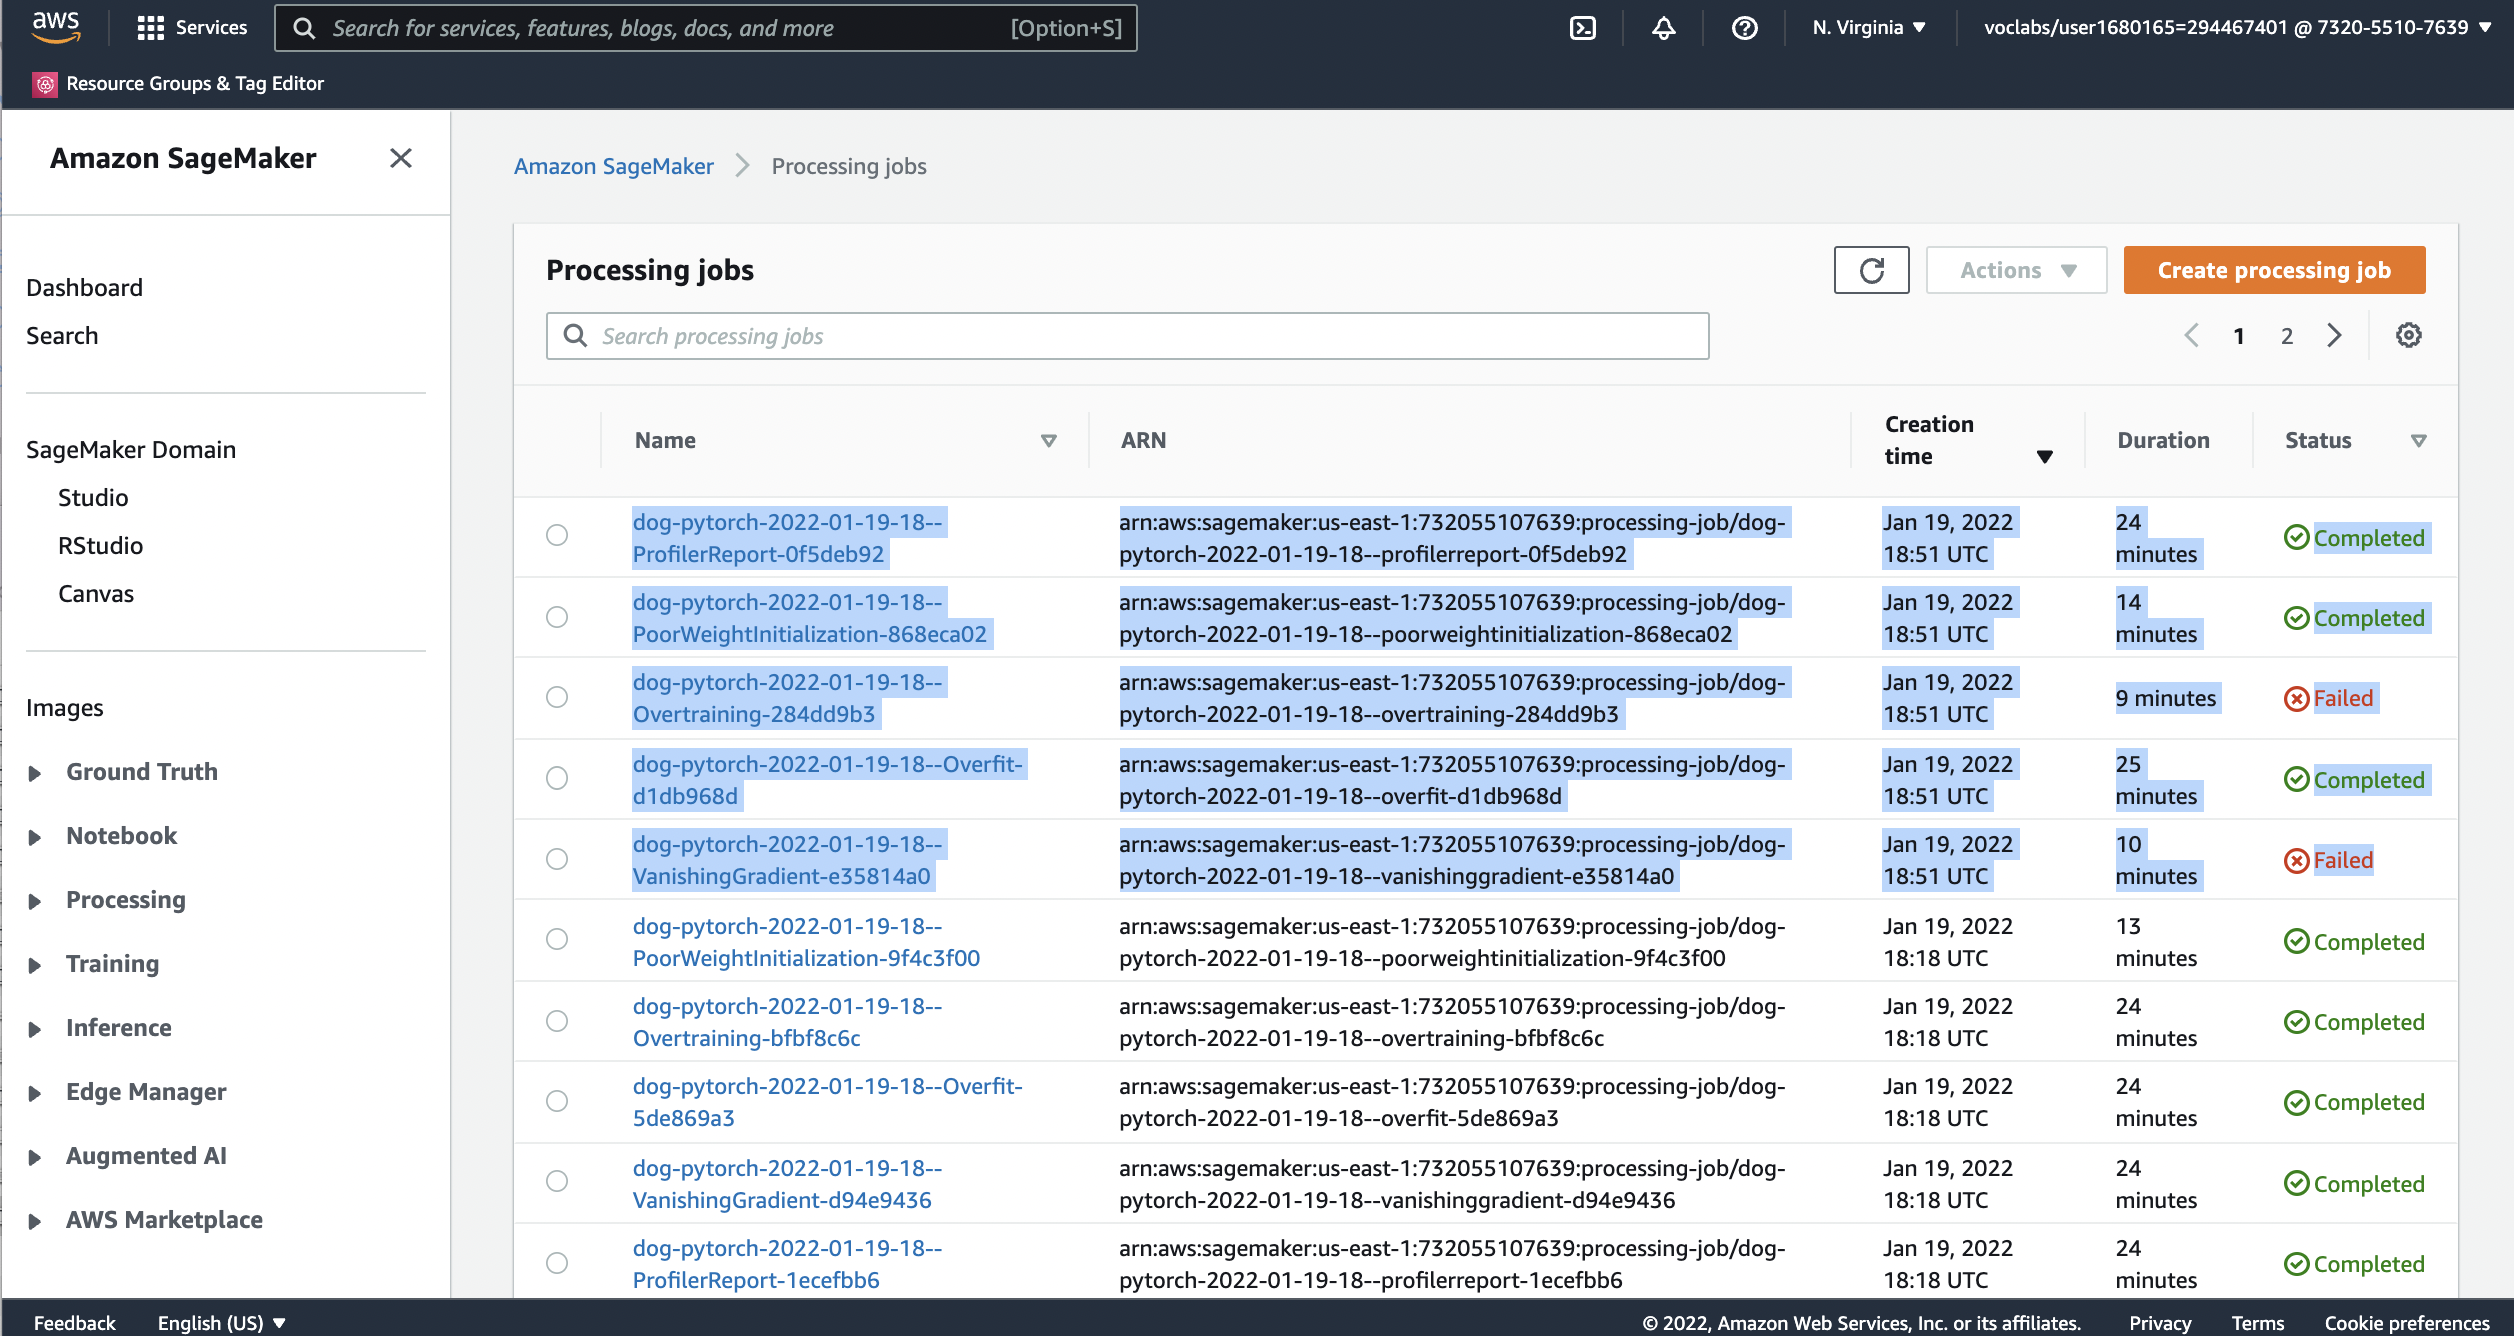 aws
Services
Search for services, features, blogs, docs, and more
[Option+S]
N. Virginia
voclabs/user1680165=294467401 @ 7320-5510-7639
Resource Groups & Tag Editor
Amazon SageMaker
Dashboard
Search
SageMaker Domain
Studio
RStudio
Canvas
Images
Ground Truth
Notebook
Processing
Training
Inference
Edge Manager
Augmented AI
AWS Marketplace
Amazon SageMaker
Processing jobs
Processing jobs
Actions
Create processing job
Search processing jobs
1
2
Name
ARN
Creation
time
Duration
Status
dog-pytorch-2022-01-19-18--
ProfilerReport-0f5deb92
arn:aws:sagemaker:us-east-1:732055107639:processing-job/dog-
pytorch-2022-01-19-18--profilerreport-0f5deb92
Jan 19, 2022
18:51 UTC
24
minutes
Completed
dog-pytorch-2022-01-19-18--
PoorWeightInitialization-868eca02
arn:aws:sagemaker:us-east-1:732055107639:processing-job/dog-
pytorch-2022-01-19-18--poorweightinitialization-868eca02
Jan 19, 2022
18:51 UTC
14
minutes
Completed
dog-pytorch-2022-01-19-18--
Overtraining-284dd9b3
arn:aws:sagemaker:us-east-1:732055107639:processing-job/dog-
pytorch-2022-01-19-18--overtraining-284dd9b3
Jan 19, 2022
18:51 UTC
9 minutes
Failed
dog-pytorch-2022-01-19-18--Overfit-
d1db968d
arn:aws:sagemaker:us-east-1:732055107639:processing-job/dog-
pytorch-2022-01-19-18--overfit-d1db968d
Jan 19, 2022
18:51 UTC
25
minutes
Completed
dog-pytorch-2022-01-19-18--
VanishingGradient-e35814a0
arn:aws:sagemaker:us-east-1:732055107639:processing-job/dog-
pytorch-2022-01-19-18--vanishinggradient-e35814a0
Jan 19, 2022
18:51 UTC
10
minutes
Failed
dog-pytorch-2022-01-19-18--
PoorWeightInitialization-9f4c3f00
arn:aws:sagemaker:us-east-1:732055107639:processing-job/dog-
pytorch-2022-01-19-18--poorweightinitialization-9f4c3f00
Jan 19, 2022
18:18 UTC
13
minutes
Completed
dog-pytorch-2022-01-19-18--
Overtraining-bfbf8c6c
arn:aws:sagemaker:us-east-1:732055107639:processing-job/dog-
pytorch-2022-01-19-18--overtraining-bfbf8c6c
Jan 19, 2022
18:18 UTC
24
minutes
Completed
dog-pytorch-2022-01-19-18--Overfit-
5de869a3
arn:aws:sagemaker:us-east-1:732055107639:processing-job/dog-
pytorch-2022-01-19-18--overfit-5de869a3
Jan 19, 2022
18:18 UTC
24
minutes
Completed
dog-pytorch-2022-01-19-18--
VanishingGradient-d94e9436
arn:aws:sagemaker:us-east-1:732055107639:processing-job/dog-
pytorch-2022-01-19-18--vanishinggradient-d94e9436
Jan 19, 2022
18:18 UTC
24
minutes
Completed
dog-pytorch-2022-01-19-18--
ProfilerReport-1ecefbb6
arn:aws:sagemaker:us-east-1:732055107639:processing-job/dog-
pytorch-2022-01-19-18--profilerreport-1ecefbb6
Jan 19, 2022
18:18 UTC
24
minutes
Completed
Feedback
English (US)
© 2022, Amazon Web Services, Inc. or its affiliates.
Privacy
Terms
Cookie preferences